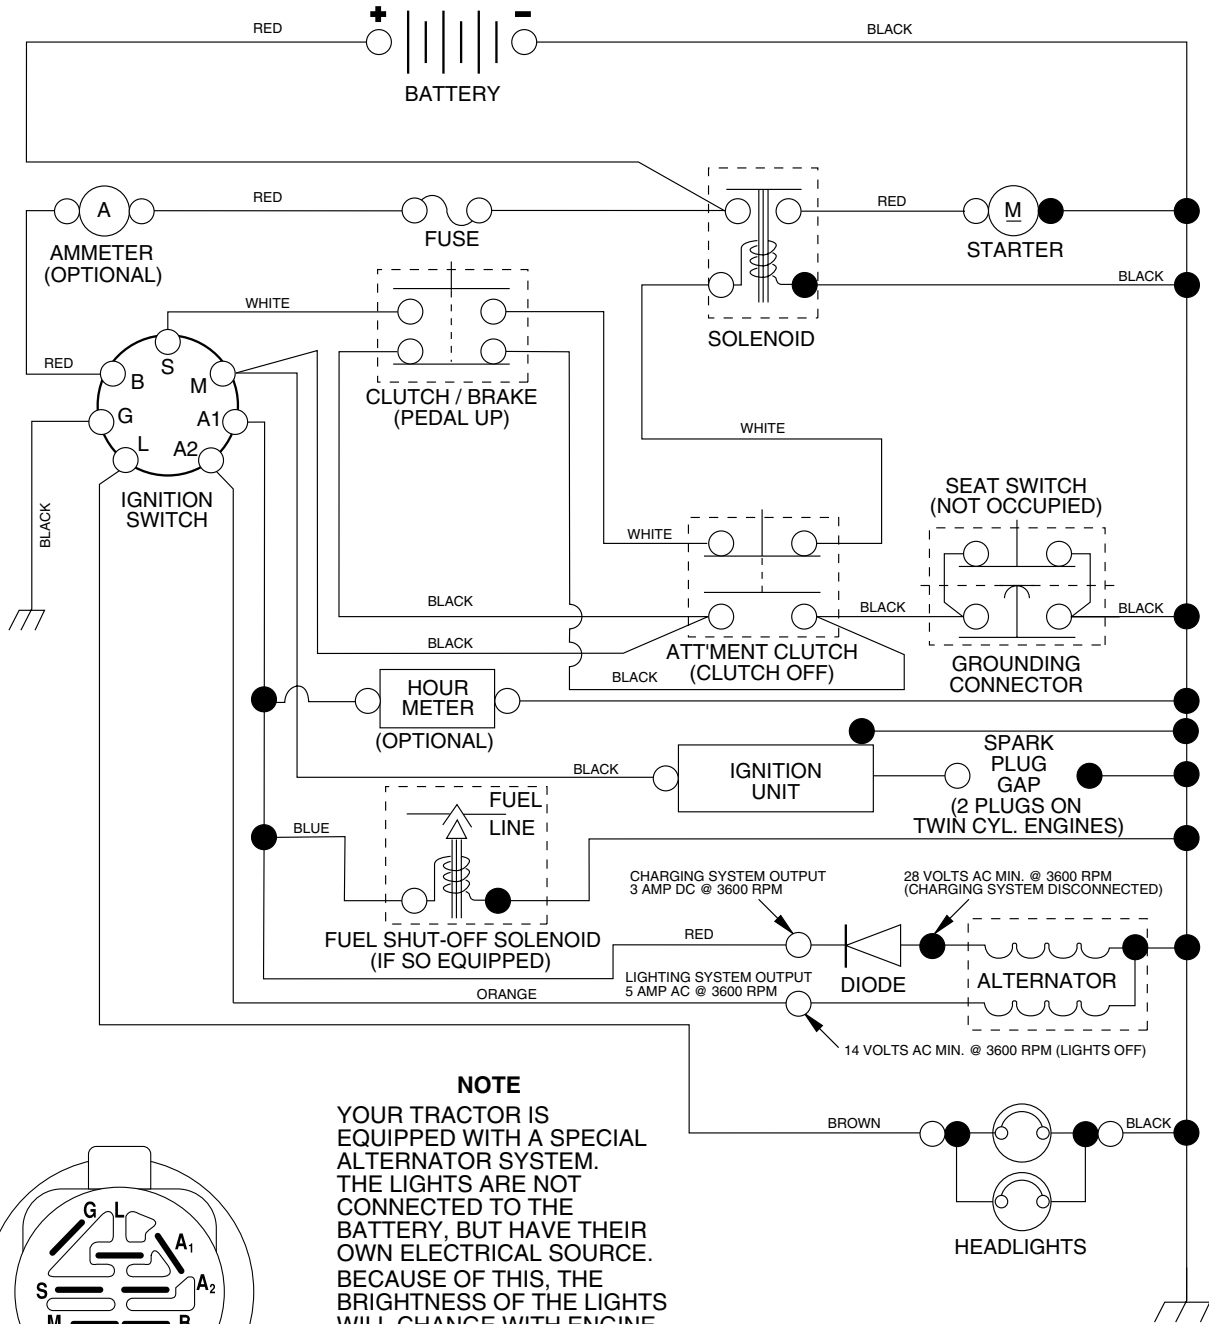 + –
RED
BLACK
BATTERY
RED
A
AMMETER
(OPTIONAL)
FUSE
RED
M
STARTER
BLACK
SOLENOID
WHITE
RED
S
B
M
G
A1
L
A2
IGNITION
SWITCH
BLACK
CLUTCH / BRAKE
(PEDAL UP)
WHITE
SEAT SWITCH
(NOT OCCUPIED)
WHITE
BLACK
BLACK
BLACK
BLACK
ATT'MENT CLUTCH
(CLUTCH OFF)
BLACK
GROUNDING
CONNECTOR
HOUR
METER
(OPTIONAL)
BLACK
IGNITION
UNIT
SPARK
PLUG
GAP
(2 PLUGS ON
TWIN CYL. ENGINES)
FUEL
LINE
BLUE
FUEL SHUT-OFF SOLENOID
(IF SO EQUIPPED)
CHARGING SYSTEM OUTPUT
3 AMP DC @ 3600 RPM
28 VOLTS AC MIN. @ 3600 RPM
(CHARGING SYSTEM DISCONNECTED)
RED
DIODE
ALTERNATOR
LIGHTING SYSTEM OUTPUT
5 AMP AC @ 3600 RPM
ORANGE
14 VOLTS AC MIN. @ 3600 RPM (LIGHTS OFF)
BROWN
BLACK
HEADLIGHTS
NOTE
YOUR TRACTOR IS
EQUIPPED WITH A SPECIAL
ALTERNATOR SYSTEM.
THE LIGHTS ARE NOT
CONNECTED TO THE
BATTERY, BUT HAVE THEIR
OWN ELECTRICAL SOURCE.
BECAUSE OF THIS, THE
BRIGHTNESS OF THE LIGHTS
WILL CHANGE WITH ENGINE
G L
A1
S
A2
M
B